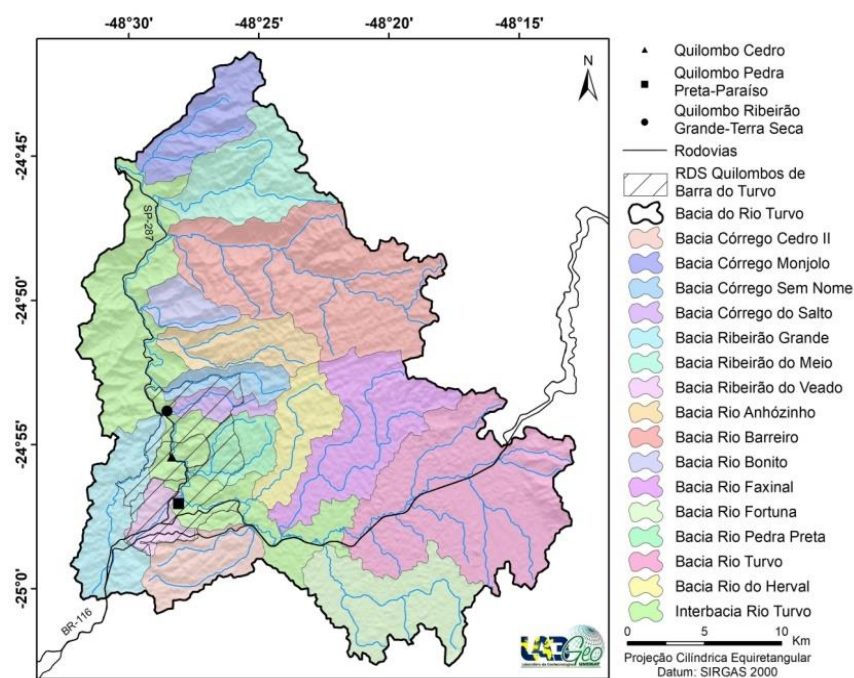 -48°30' -48°25' -48°20' -48°15'
N
-24°45'
-24°50'
-24°55'
-25°0'
SP-287
BR-116
Quilombo Cedro
Quilombo Pedra
Preta-Paraíso
Quilombo Ribeirão
Grande-Terra Seca
Rodovias
RDS Quilombos de
Barra do Turvo
Bacia do Rio Turvo
Bacia Córrego Cedro II
Bacia Córrego Monjolo
Bacia Córrego Sem Nome
Bacia Córrego do Salto
Bacia Ribeirão Grande
Bacia Ribeirão do Meio
Bacia Ribeirão do Veado
Bacia Rio Anhózinho
Bacia Rio Barreiro
Bacia Rio Bonito
Bacia Rio Faxinal
Bacia Rio Fortuna
Bacia Rio Pedra Preta
Bacia Rio Turvo
Bacia Rio do Herval
Interbacia Rio Turvo
0 5 10
Km
Projeção Cilíndrica Equiretangular
Datum: SIRGAS 2000
LAB Geo
UNEMAT